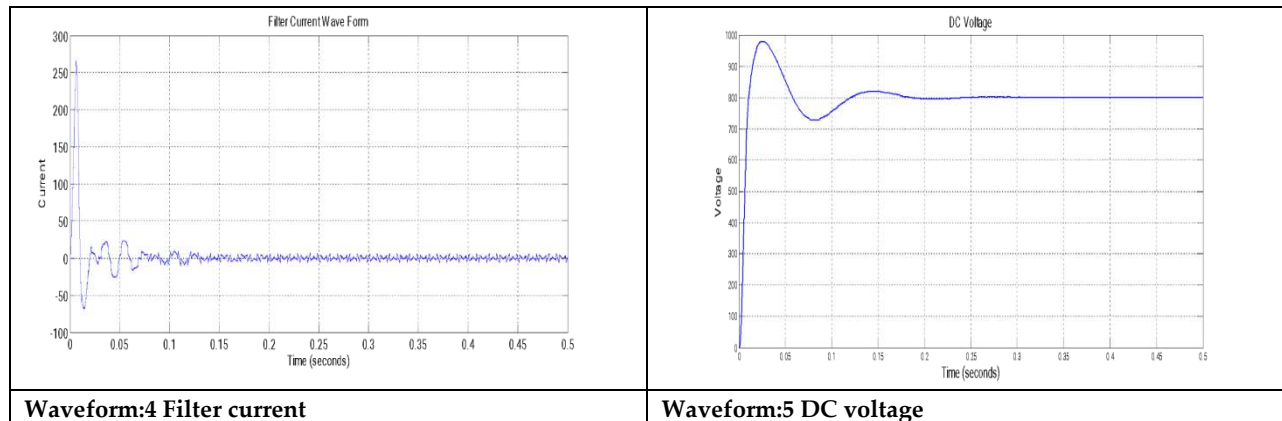 Filter Current Wave Form
300
250
200
150
100
50
0
-50
-100
Current
0 0.05 0.1 0.15 0.2 0.25 0.3 0.35 0.4 0.45 0.5
Time (seconds)
Waveform:4 Filter current
DC Voltage
1000
900
800
700
600
500
400
300
200
100
0
Voltage
0 0.05 0.1 0.15 0.2 0.25 0.3 0.35 0.4 0.45 0.5
Time (seconds)
Waveform:5 DC voltage